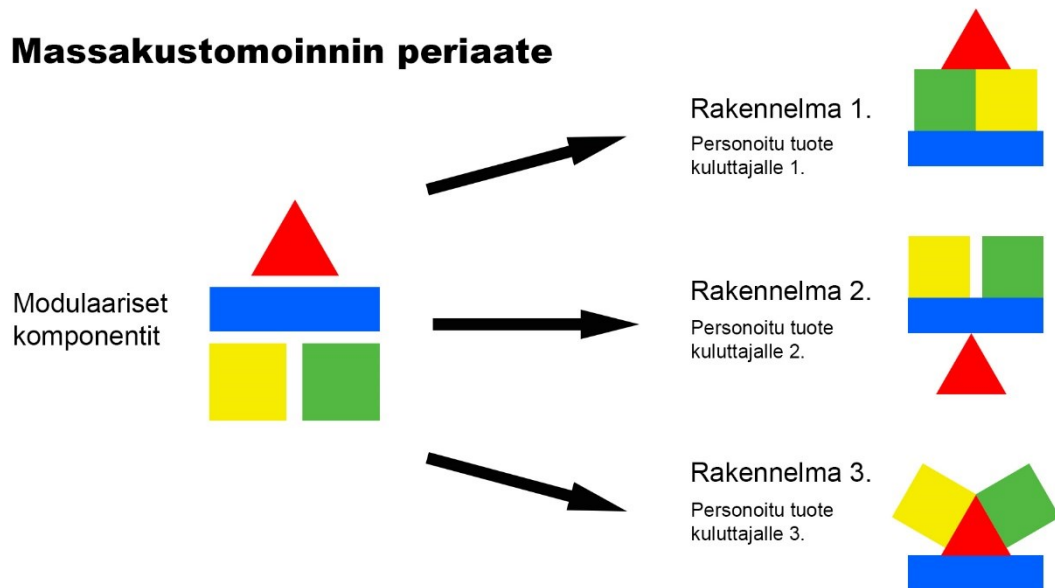 Massakustomoinnin periaate
Modulaariset
komponentit
Rakennelma 1.
Personoitu tuote
kuluttajalle 1.
Rakennelma 2.
Personoitu tuote
kuluttajalle 2.
Rakennelma 3.
Personoitu tuote
kuluttajalle 3.